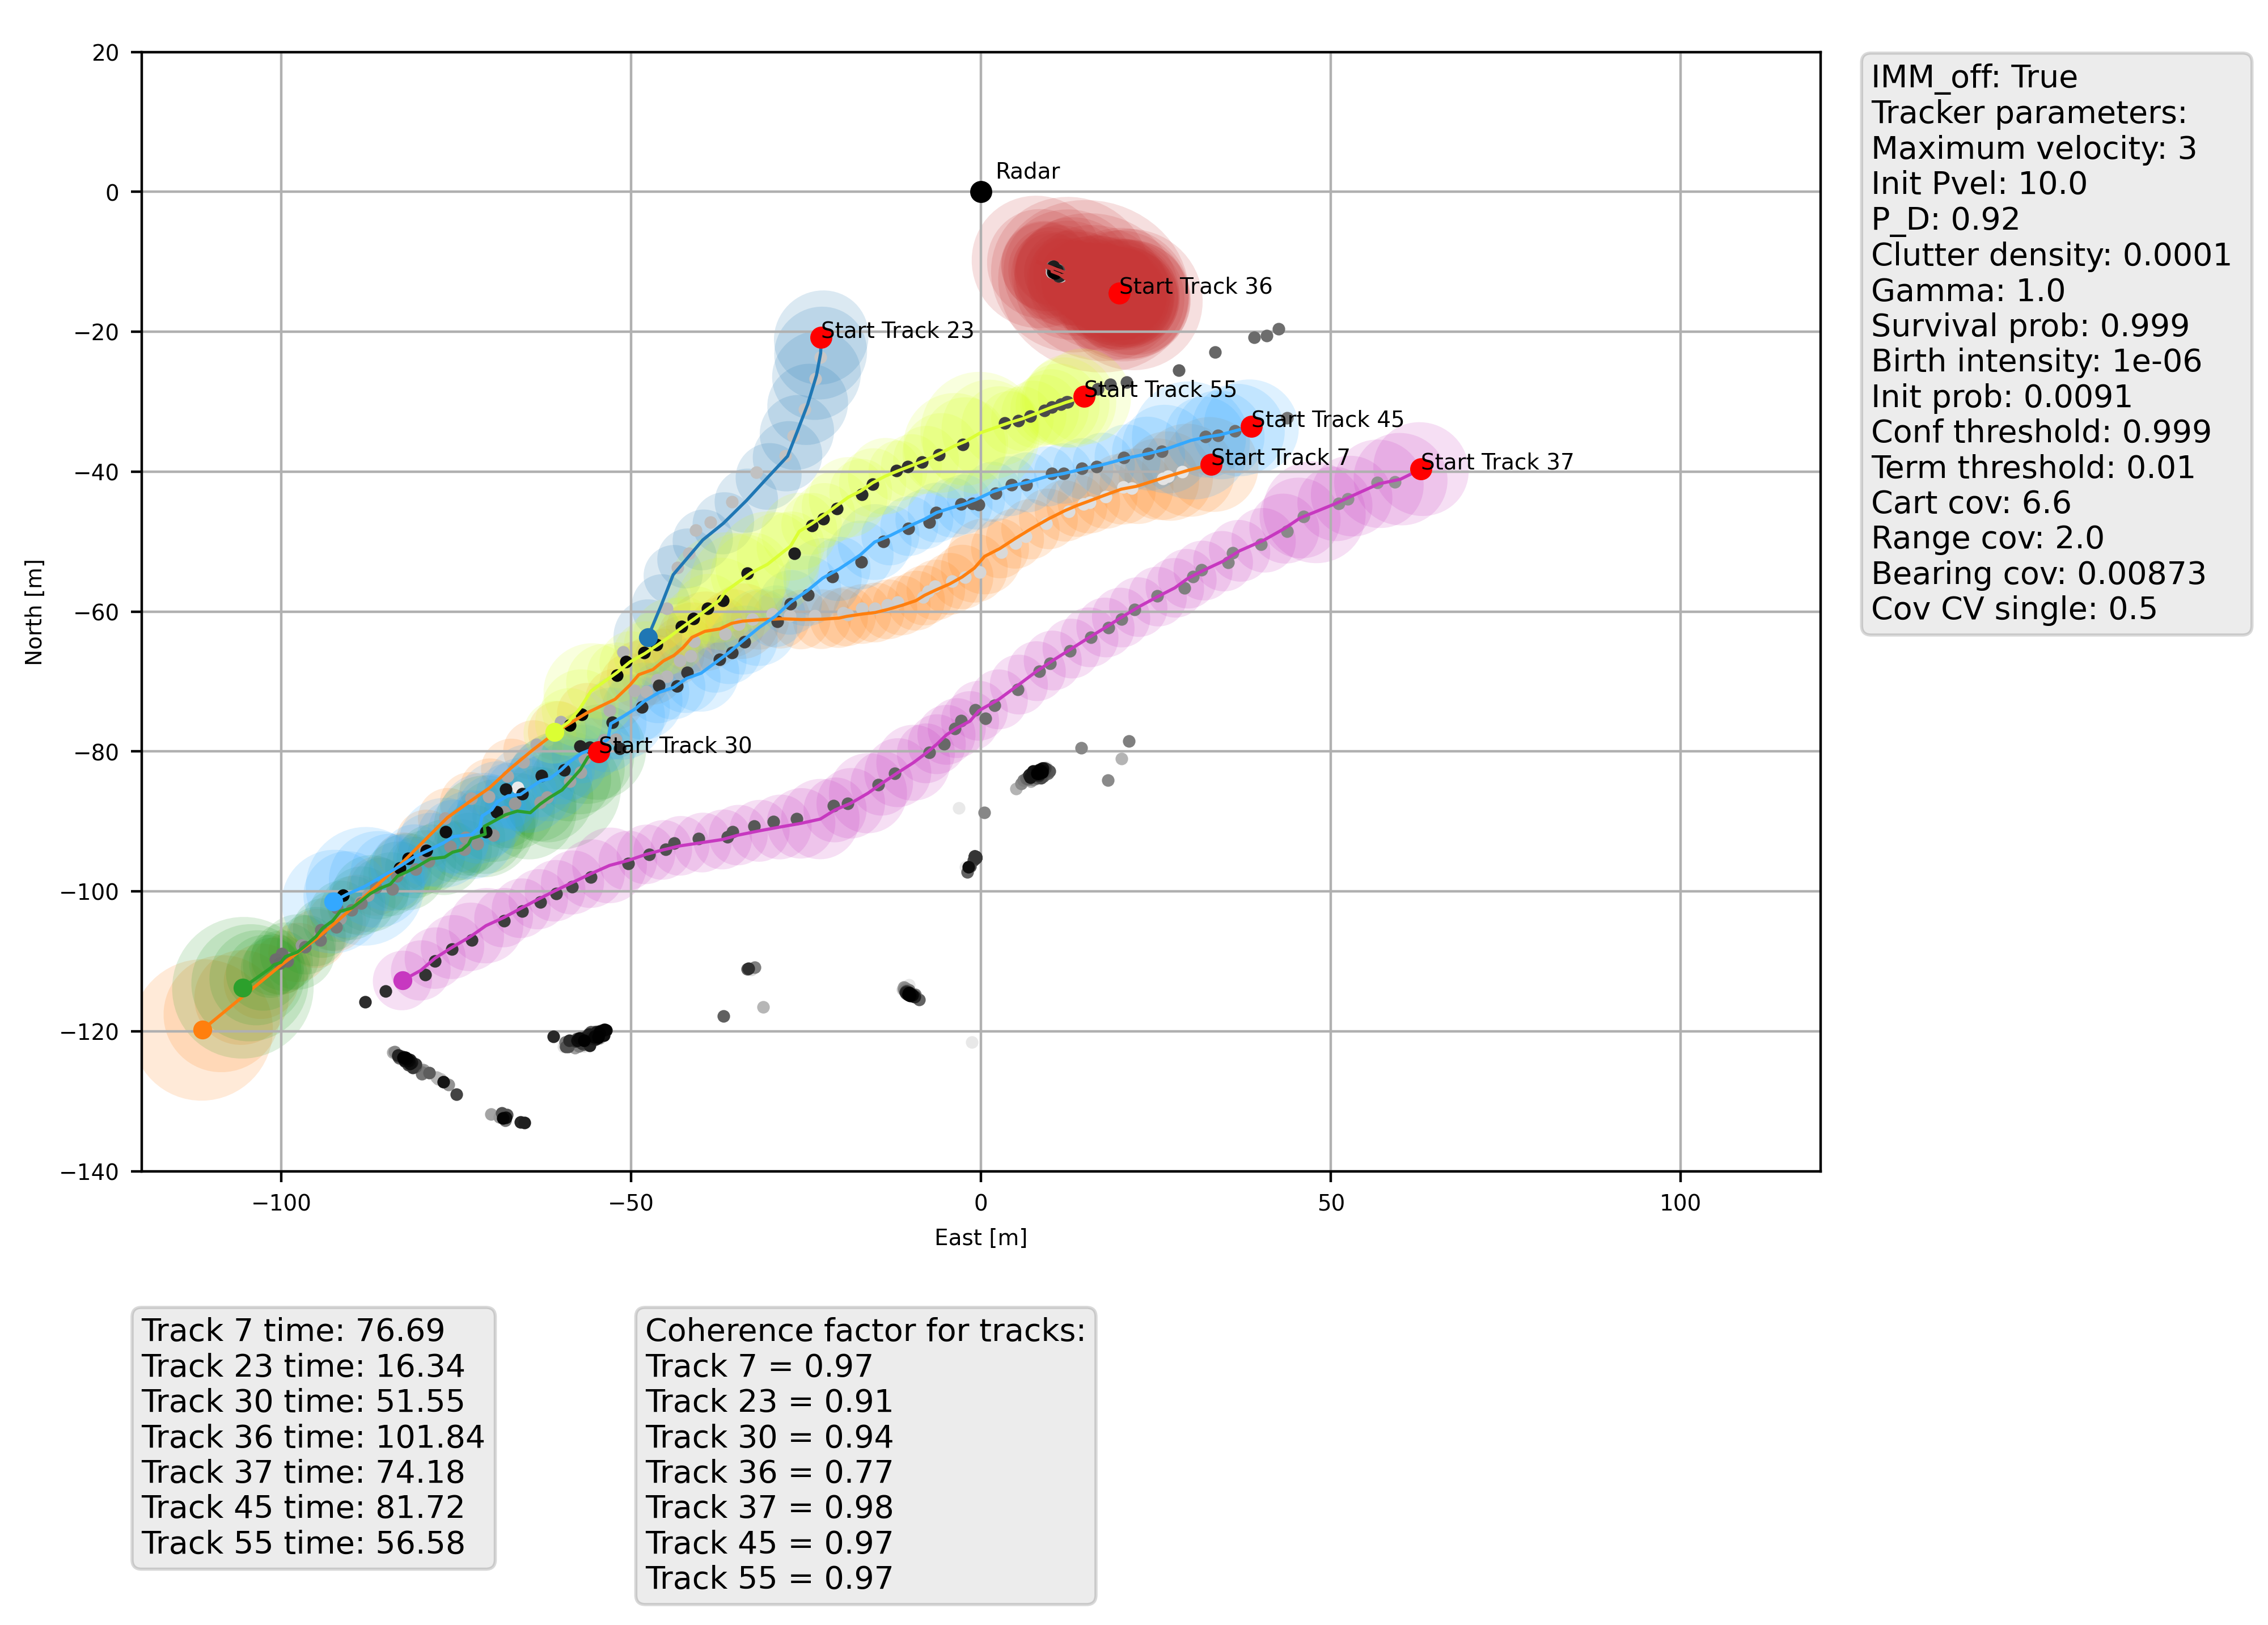 20
0
−20
−40
−60
−80
−100
−120
−140
North [m]
Radar
Start Track 36
Start Track 23
Start Track 55
Start Track 45
Start Track 7
Start Track 37
Start Track 30
−100
−50
0
50
100
East [m]
IMM_off: True
Tracker parameters:
Maximum velocity: 3
Init Pvel: 10.0
P_D: 0.92
Clutter density: 0.0001
Gamma: 1.0
Survival prob: 0.999
Birth intensity: 1e-06
Init prob: 0.0091
Conf threshold: 0.999
Term threshold: 0.01
Cart cov: 6.6
Range cov: 2.0
Bearing cov: 0.00873
Cov CV single: 0.5
Track 7 time: 76.69
Track 23 time: 16.34
Track 30 time: 51.55
Track 36 time: 101.84
Track 37 time: 74.18
Track 45 time: 81.72
Track 55 time: 56.58
Coherence factor for tracks:
Track 7 = 0.97
Track 23 = 0.91
Track 30 = 0.94
Track 36 = 0.77
Track 37 = 0.98
Track 45 = 0.97
Track 55 = 0.97